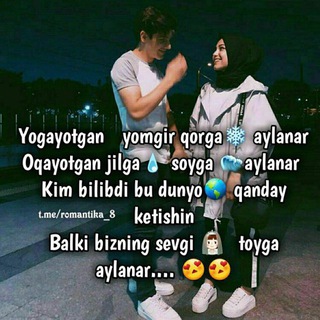 Yogayotgan yomgir qorga❄️ aylanar
Oqayotgan jilga💧 soyga🌊aylanar
Kim bilibdi bu dunyo🌎 qanday
t.me/romantika_8 ketishin
Balki bizning sevgi 👰 toyga
aylanar.... 😍😍